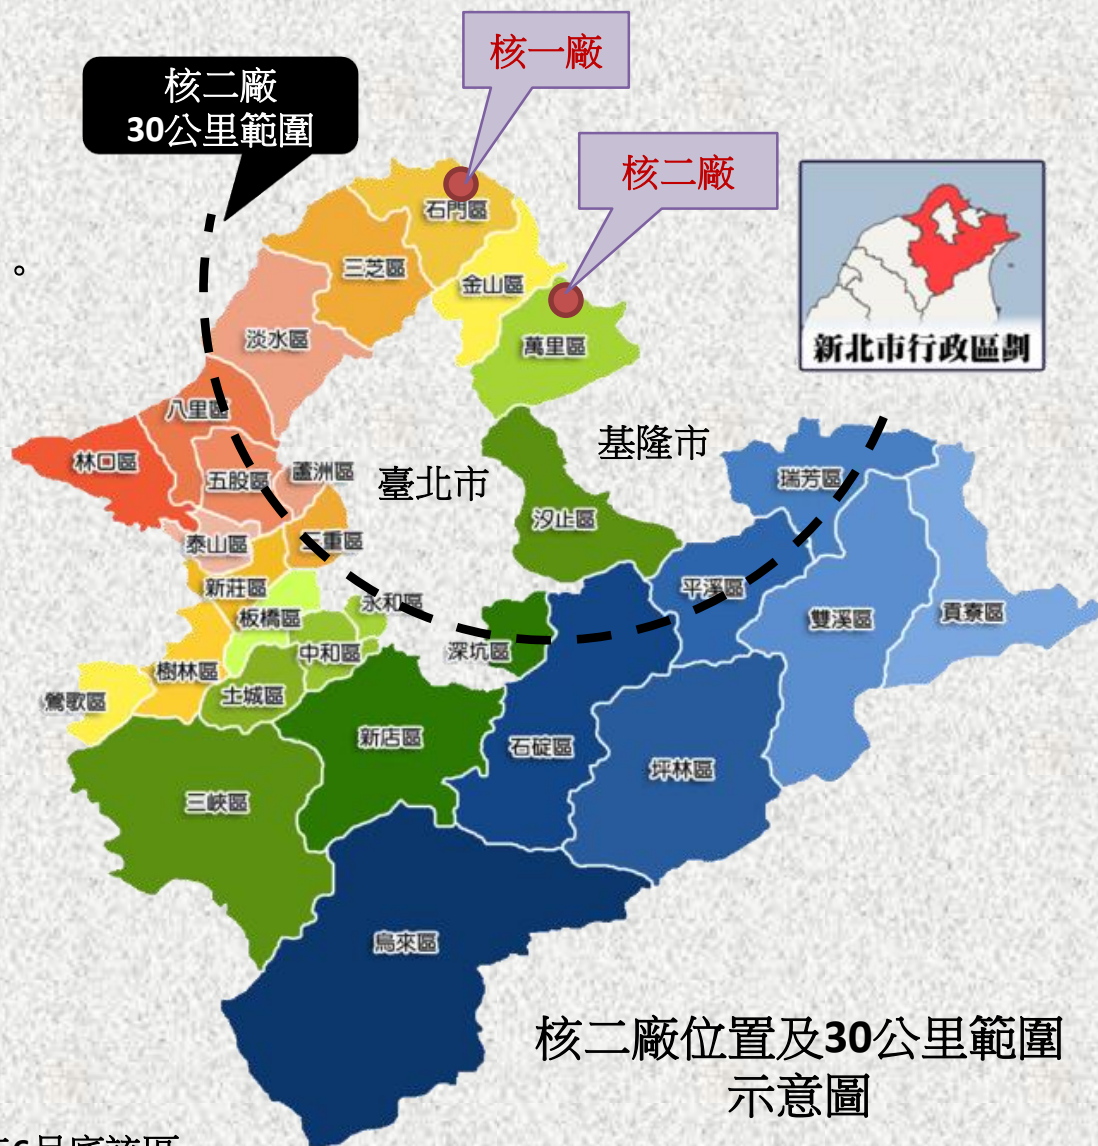 核一廠
核二廠
30公里範圍
核二廠
石門區
。
三芝區
金山區
淡水區
萬里區
新北市行政區劃
八里區
基隆市
林口區
五股區
蘆洲區
臺北市
瑞芳區
汐止區
泰山區
三重區
新莊區
平溪區
板橋區
永和區
雙溪區
貢寮區
中和區
深坑區
樹林區
土城區
鶯歌區
新店區
石碇區
坪林區
三峽區
烏來區
核二廠位置及30公里範圍
示意圖